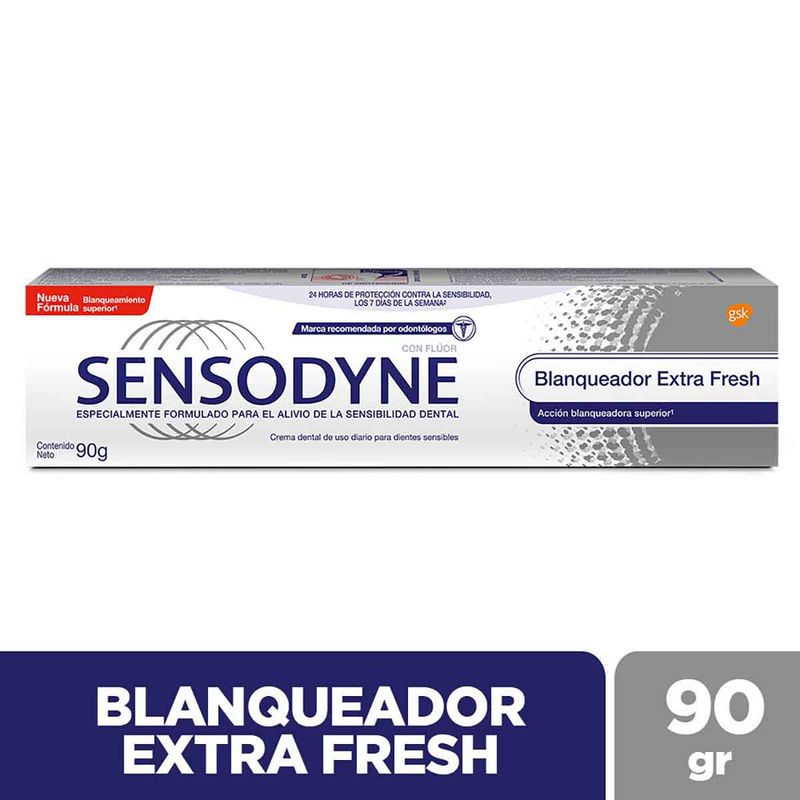 24 HORAS DE PROTECCIÓN CONTRA LA SENSIBILIDAD,
LOS 7 DÍAS DE LA SEMANA²
Nueva
Fórmula
Blanqueamiento
superior¹
Marca recomendada por odontólogos
CON FLÚOR
SENSODYNE
ESPECIALMENTE FORMULADO PARA EL ALIVIO DE LA SENSIBILIDAD DENTAL
Crema dental de uso diario para dientes sensibles
Contenido
Neto
90g
gsk
Blanqueador Extra Fresh
Acción blanqueadora superior¹
BLANQUEADOR
EXTRA FRESH
90
gr